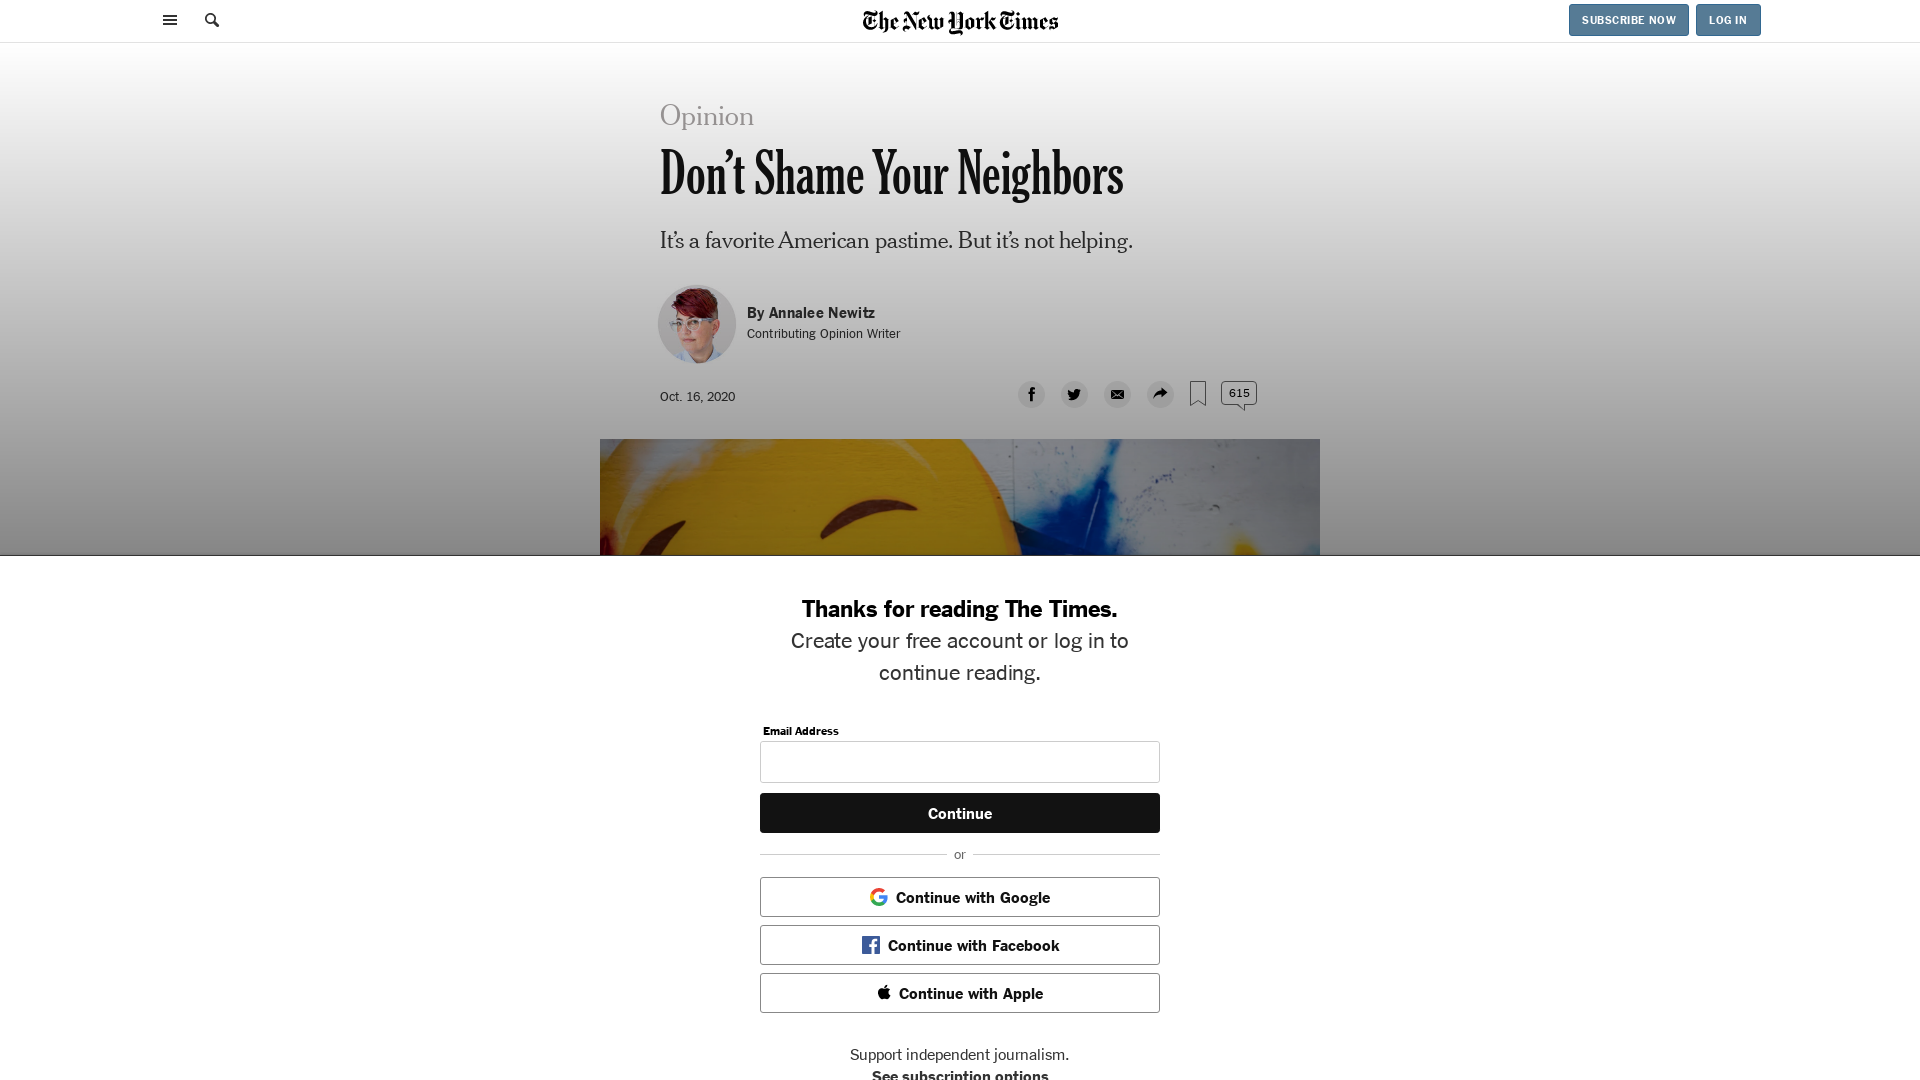 The New York Times
SUBSCRIBE NOW
LOG IN
Opinion
Don’t Shame Your Neighbors
It’s a favorite American pastime. But it’s not helping.
By Annalee Newitz
Contributing Opinion Writer
Oct. 16, 2020
615
Thanks for reading The Times.
Create your free account or log in to
continue reading.
Email Address
Continue
or
Continue with Google
Continue with Facebook
Continue with Apple
Support independent journalism.
See subscription options